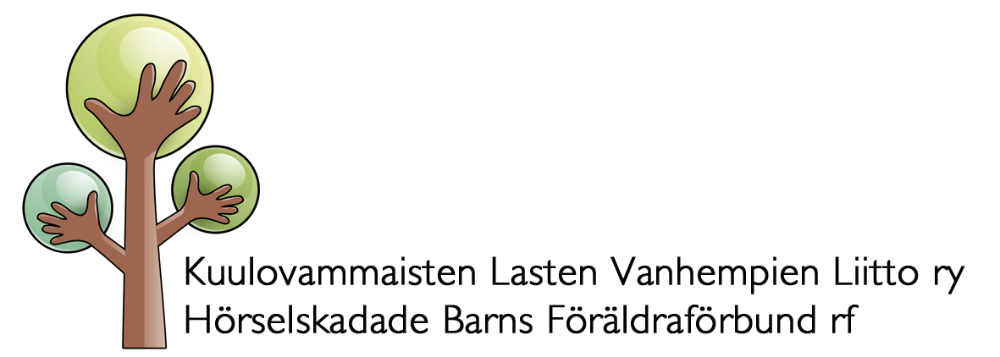 Kuulovammaisten Lasten Vanhempien Liitto ry
Hörselskadade Barns Föräldraförbund rf